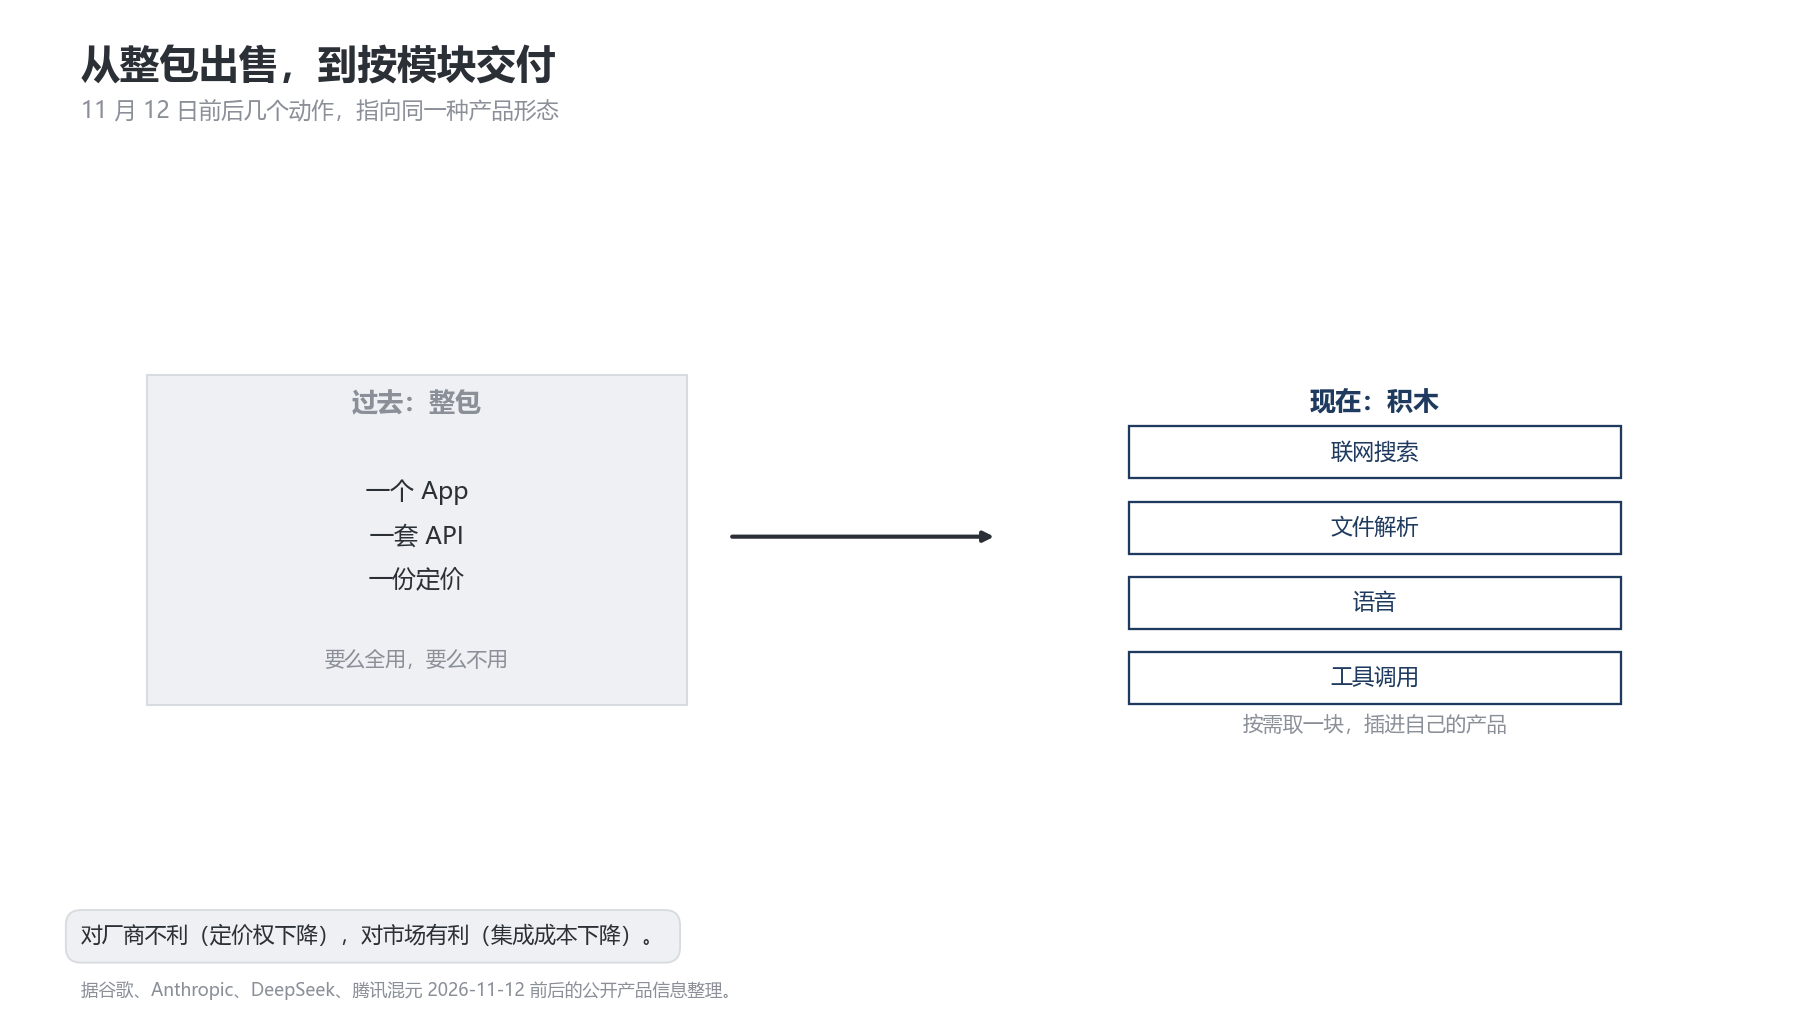 从整包出售，到按模块交付
11 月 12 日前后几个动作，指向同一种产品形态
过去：整包
一个 App
一套 API
一份定价
要么全用，要么不用
现在：积木
联网搜索
文件解析
语音
工具调用
按需取一块，插进自己的产品
对厂商不利（定价权下降），对市场有利（集成成本下降）。
据谷歌、Anthropic、DeepSeek、腾讯混元 2026-11-12 前后的公开产品信息整理。